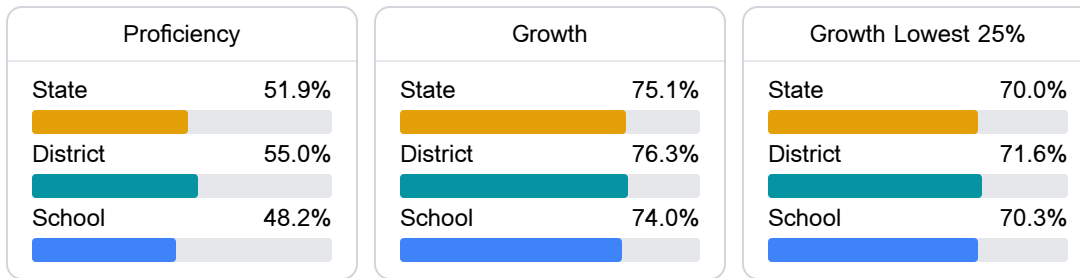 Proficiency
State 51.9%
District 55.0%
School 48.2%
Growth
State 75.1%
District 76.3%
School 74.0%
Growth Lowest 25%
State 70.0%
District 71.6%
School 70.3%